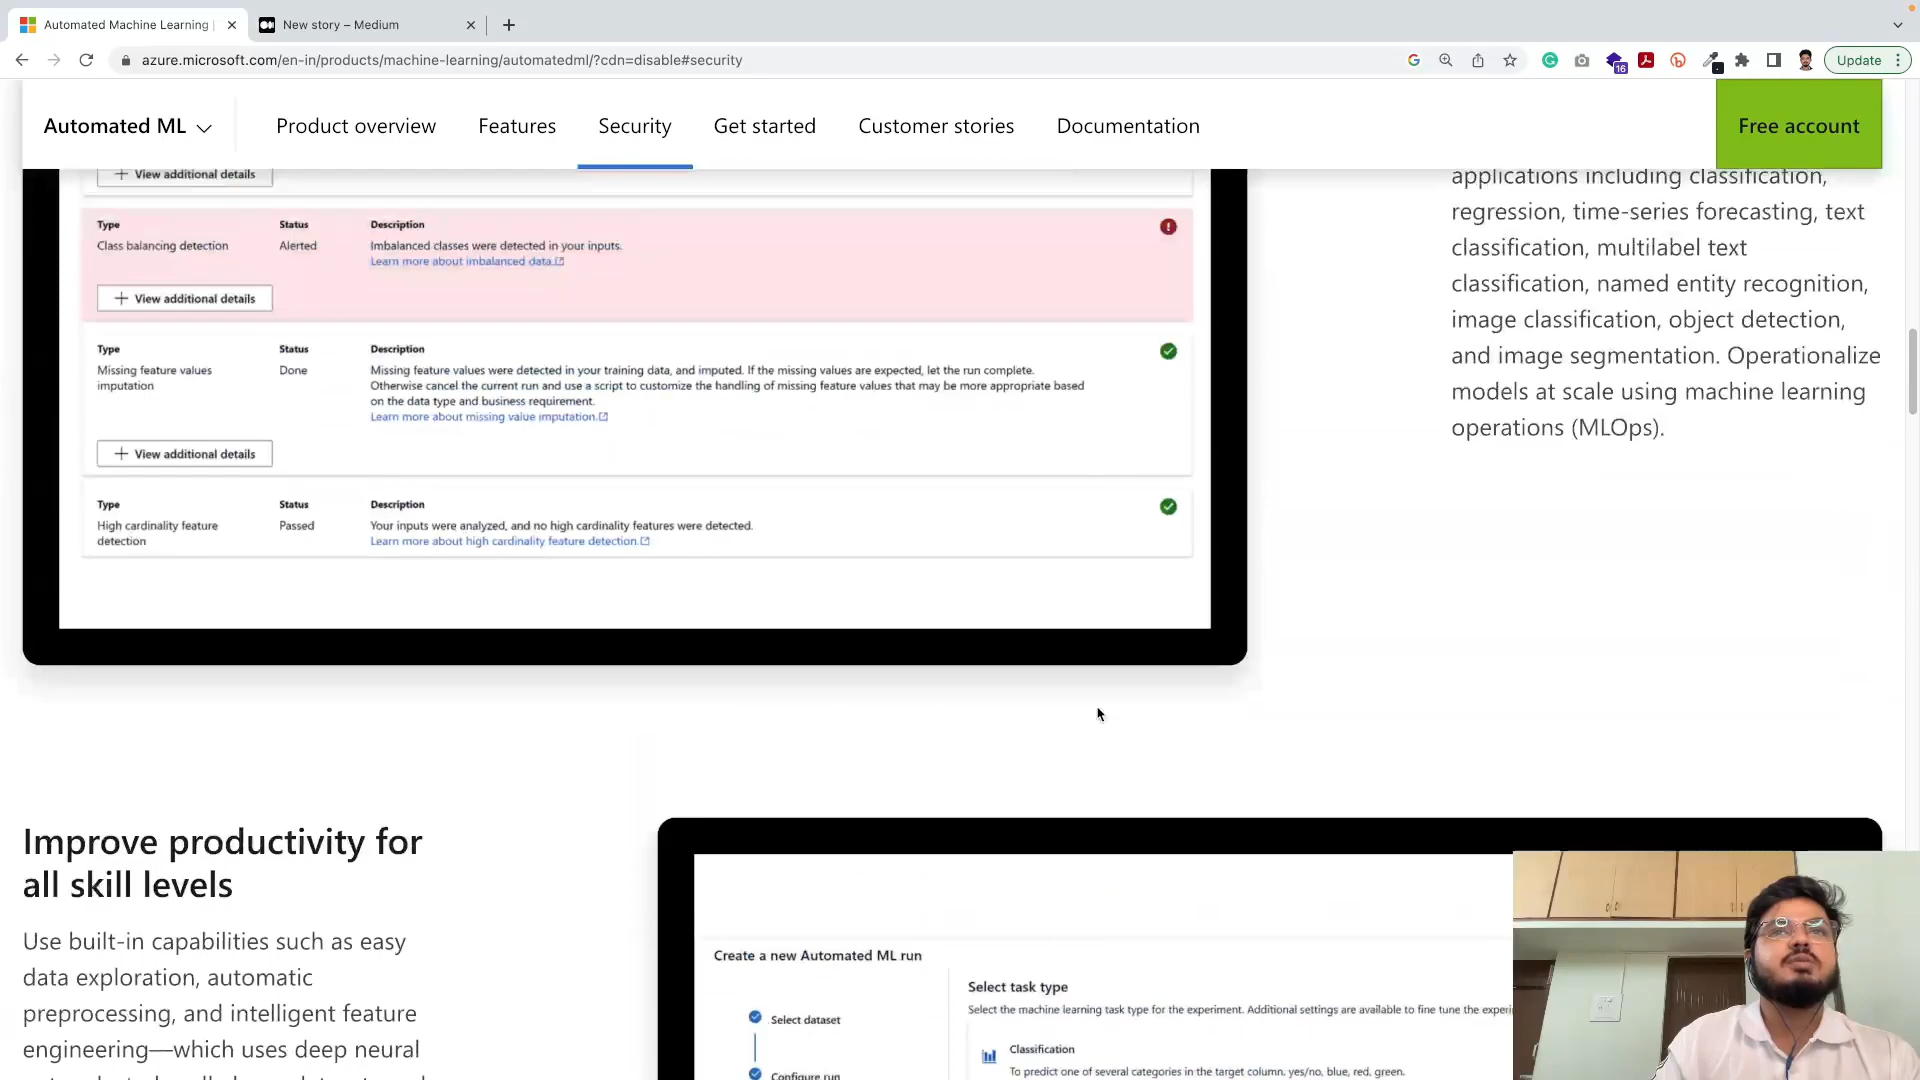 Automated Machine Learning |
New story – Medium
azure.microsoft.com/en-in/products/machine-learning/automatedml/?cdn=disable#security
16
Update
Automated ML
Product overview
Features
Security
Get started
Customer stories
Documentation
Free account
View additional details
Type Status Description
Class balancing detection Alerted Imbalanced classes were detected in your inputs.
Learn more about imbalanced data.
View additional details
Type Status Description
Missing feature values Done Missing feature values were detected in your training data, and imputed. If the missing values are expected, let the run complete.
imputation Otherwise cancel the current run and use a script to customize the handling of missing feature values that may be more appropriate based
on the data type and business requirement.
Learn more about missing value imputation.
View additional details
Type Status Description
High cardinality feature Passed Your inputs were analyzed, and no high cardinality features were detected.
detection Learn more about high cardinality feature detection.
applications including classification,
regression, time-series forecasting, text
classification, multilabel text
classification, named entity recognition,
image classification, object detection,
and image segmentation. Operationalize
models at scale using machine learning
operations (MLOps).
Improve productivity for
all skill levels
Use built-in capabilities such as easy
data exploration, automatic
preprocessing, and intelligent feature
engineering—which uses deep neural
Create a new Automated ML run
Select dataset
Configure run
Select task type
Select the machine learning task type for the experiment. Additional settings are available to fine tune the
Classification
To predict one of several categories in the target column. yes/no, blue, red, green.